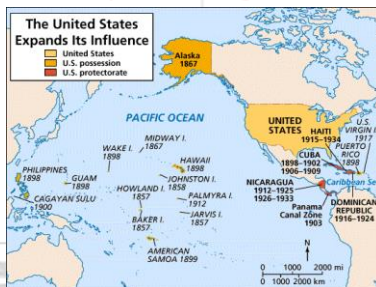 The United States
Expands Its Influence
United States
U.S. possession
U.S. protectorate
Alaska
1867
PACIFIC OCEAN
MIDWAY I.
1867
WAKE I.
1898
HAWAII
1898
JOHNSTON I.
1858
PHILIPPINES
1898
GUAM
1898
CAGAYAN SULU
1900
HOWLAND I.
1857
PALMYRA I.
1912
BAKER I.
1857
JARVIS I.
1857
AMERICAN
SAMOA 1899
UNITED
STATES
HAITI
1915–1934
U.S.
VIRGIN I.
1917
CUBA
1898–1902
1906–1909
PUERTO
RICO
1898
NICARAGUA
1912–1925
1926–1933
Caribbean Se
Panama
Canal Zone
1903
DOMINICAN
REPUBLIC
1916–1924
N
0 1000 2000 mi
0 1000 2000 km